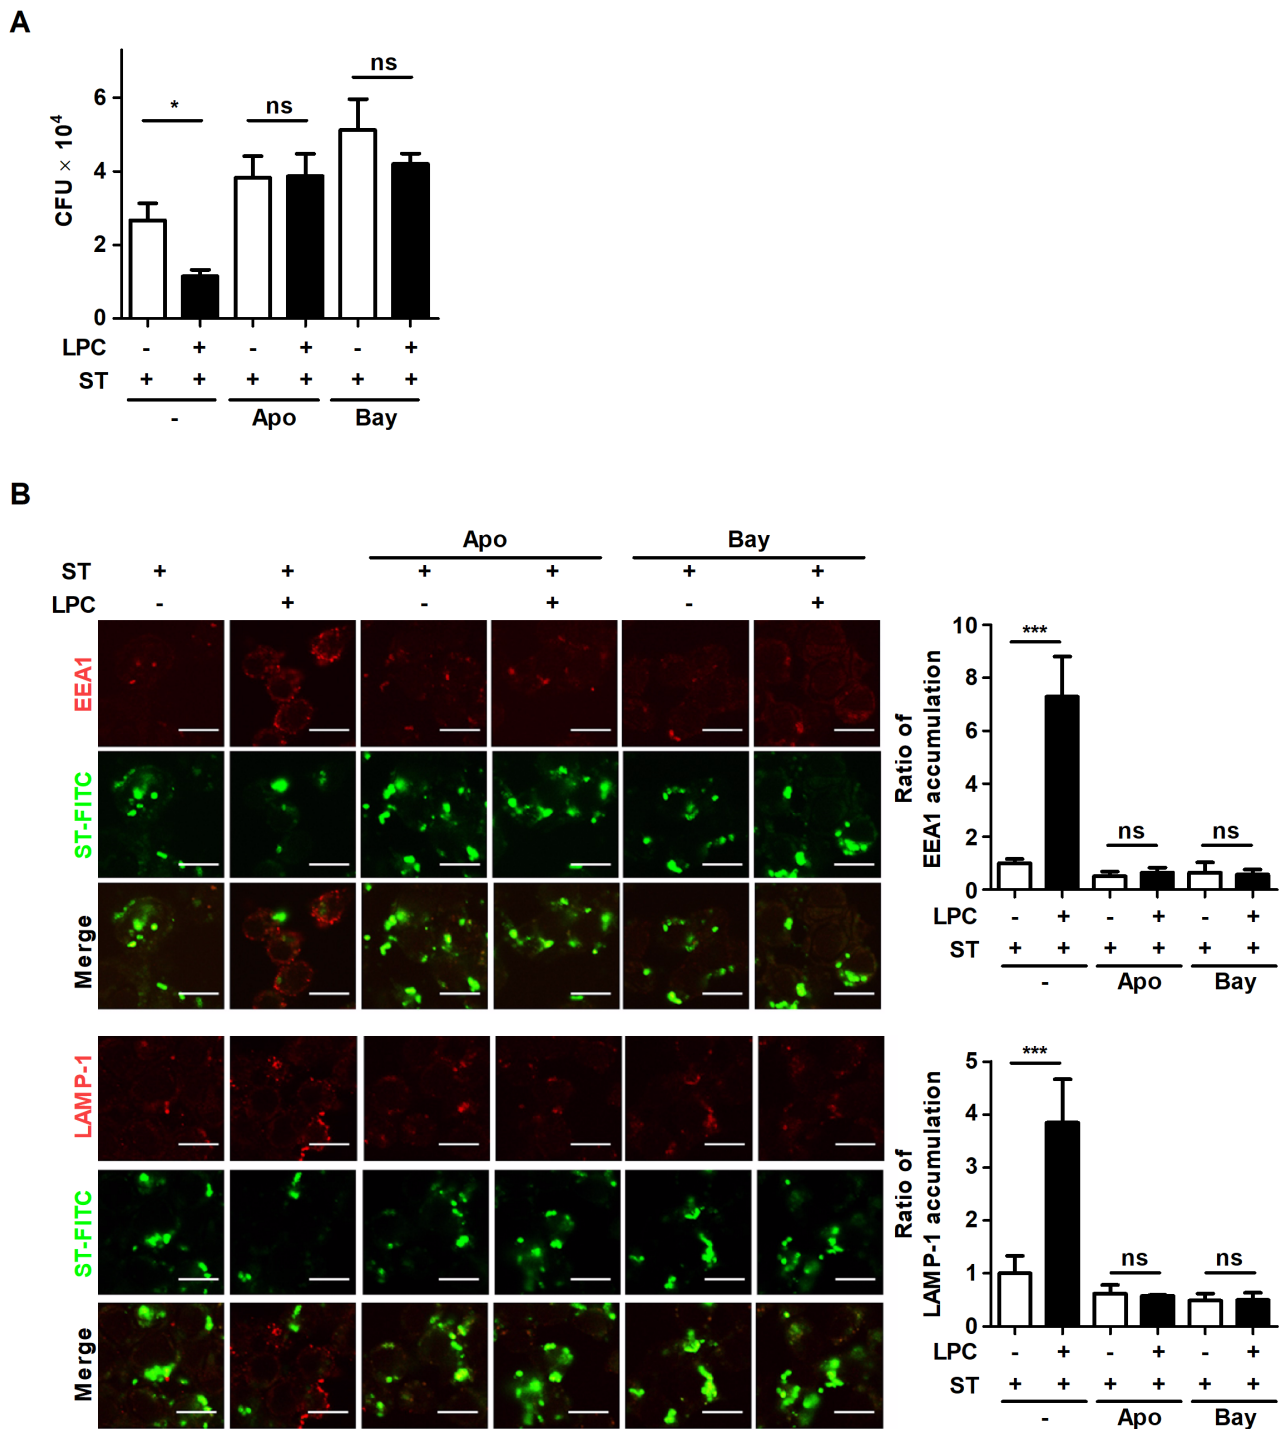 A
CFU × 10⁴
6
4
2
0
* ns ns
LPC - + - + - +
ST + + + + + +
- Apo Bay
B
Apo Bay
ST + + + + + +
LPC - + - + - +
EEA1
ST-FITC
Merge
Ratio of
EEA1 accumulation
10
8
6
4
2
0
*** ns ns
LPC - + - + - +
ST + + + + + +
- Apo Bay
LAMP-1
ST-FITC
Merge
Ratio of
LAMP-1 accumulation
5
4
3
2
1
0
*** ns ns
LPC - + - + - +
ST + + + + + +
- Apo Bay